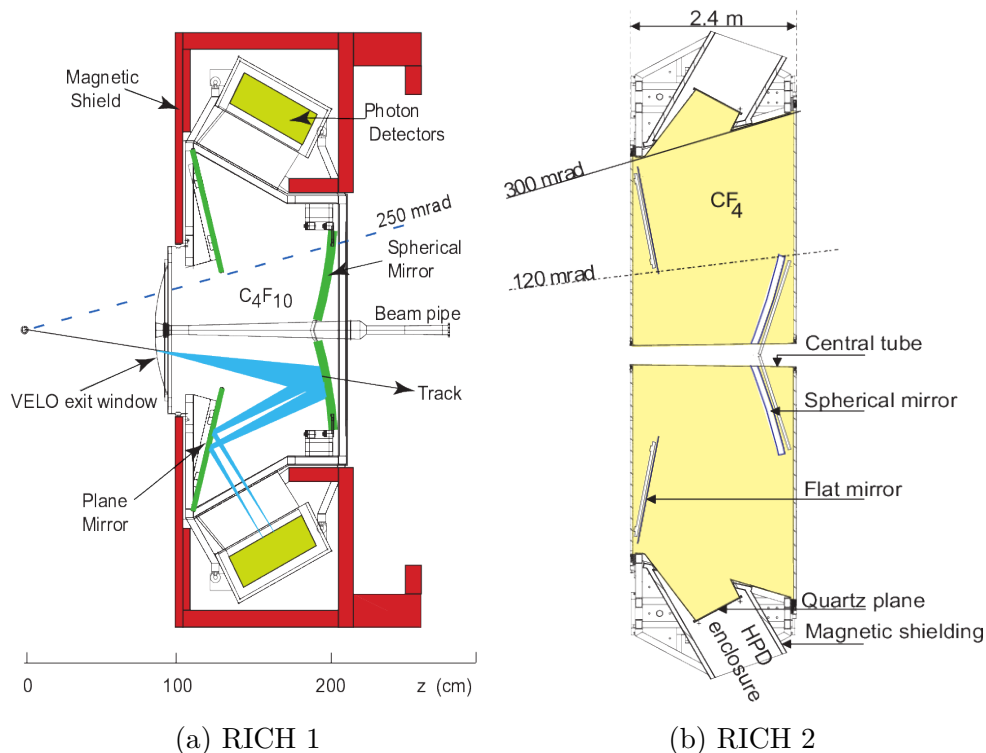 Magnetic
Shield
Photon
Detectors
250 mrad
Spherical
Mirror
C4F10
Beam pipe
VELO exit window
Track
Plane
Mirror
0
100
200
z (cm)
(a) RICH 1
2.4 m
300 mrad
CF4
120 mrad
Central tube
Spherical mirror
Flat mirror
Quartz plane
Magnetic shielding
HPD
enclosure
(b) RICH 2